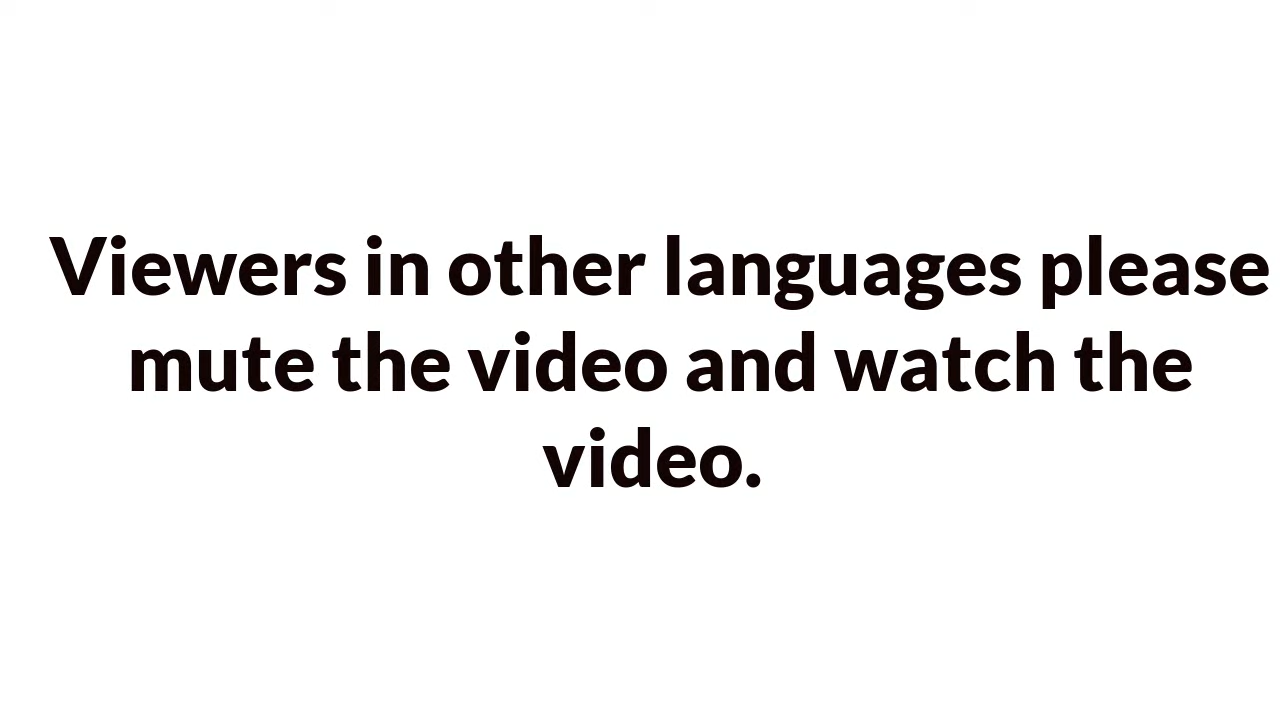 Viewers in other languages please
mute the video and watch the
video.